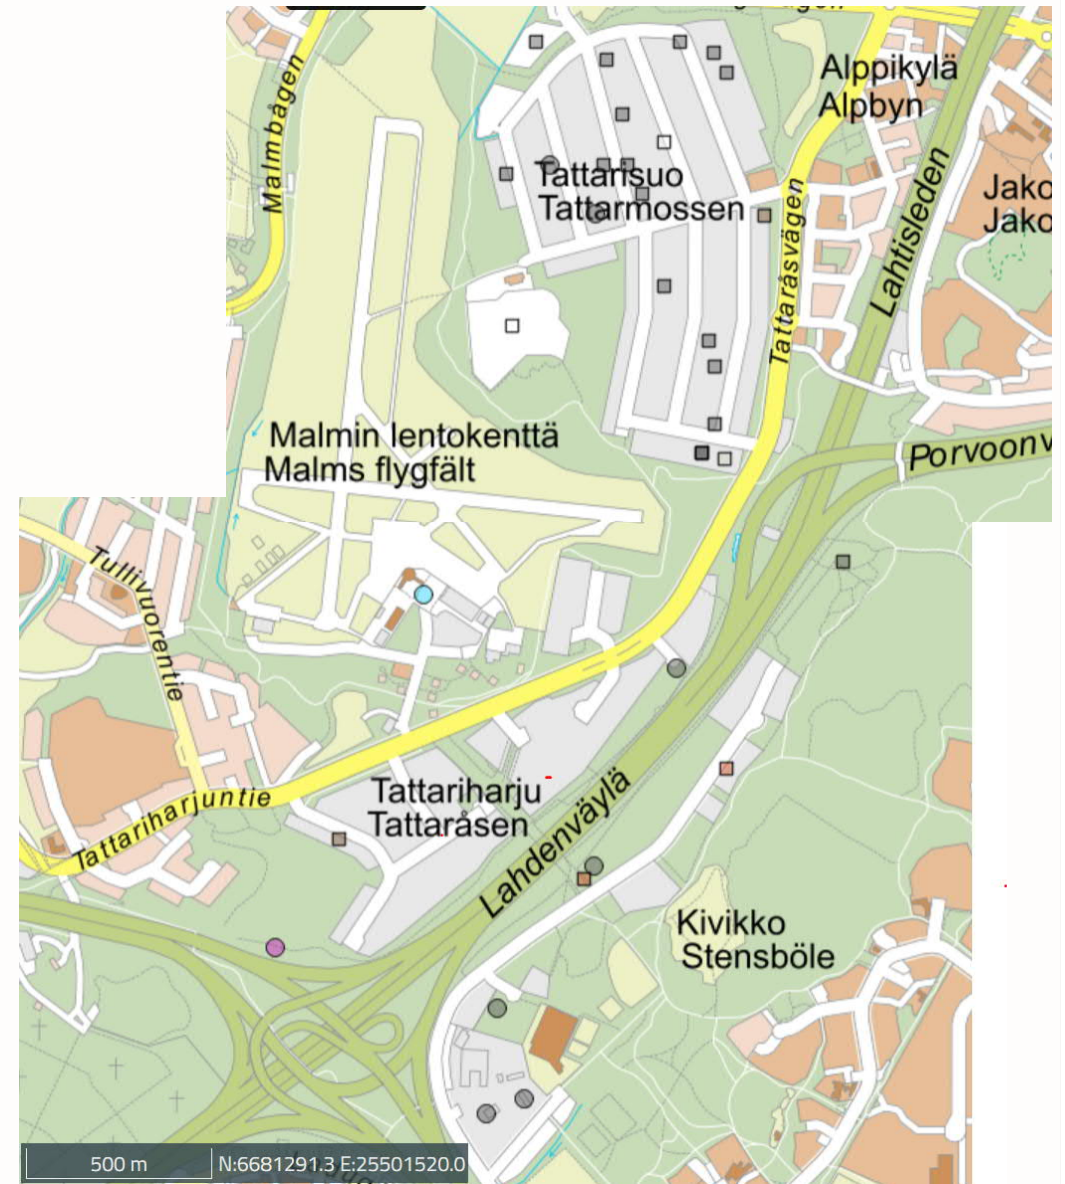 Malmbågen
Alppikylä
Alpbyn
Tattarisuo
Tattarmossen
Jako
Jako
Lahtisleden
Tattaråsvägen
Malmin lentokenttä
Malms flygfält
Porvoonv
Tullivuorentie
Tattariharju
Tattaråsen
Tattariharjuntie
Lahdenväylä
Kivikko
Stensböle
500 m
N:6681291.3 E:25501520.0